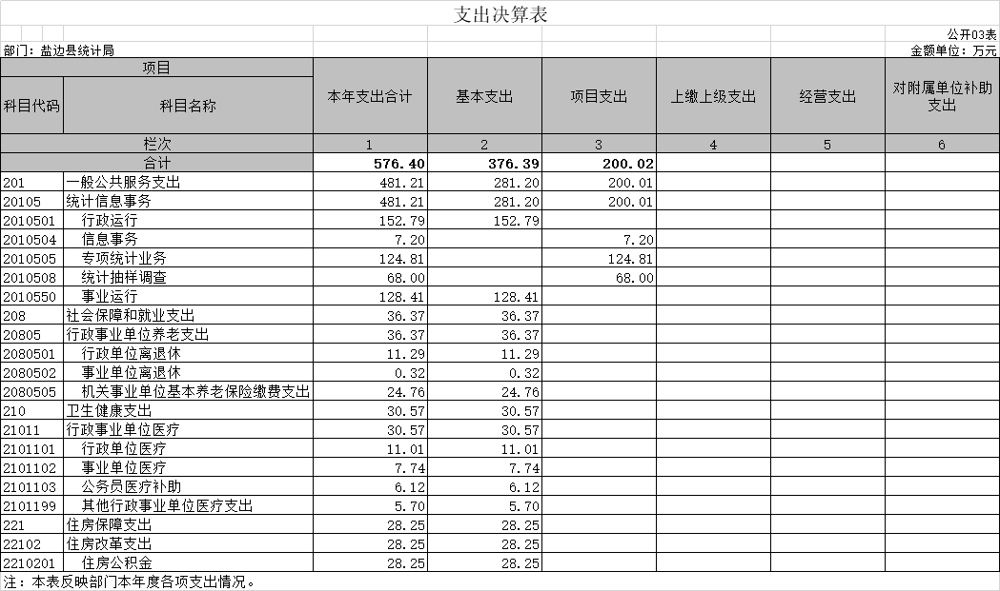 支出决算表
公开03表
部门：盐边县统计局 金额单位：万元
项目
科目代码 科目名称 本年支出合计 基本支出 项目支出 上缴上级支出 经营支出 对附属单位补助支出
栏次 1 2 3 4 5 6
合计 576.40 376.39 200.02
201 一般公共服务支出 481.21 281.20 200.01
20105 统计信息事务 481.21 281.20 200.01
2010501 行政运行 152.79 152.79
2010504 信息事务 7.20 7.20
2010505 专项统计业务 124.81 124.81
2010508 统计抽样调查 68.00 68.00
2010550 事业运行 128.41 128.41
208 社会保障和就业支出 36.37 36.37
20805 行政事业单位养老支出 36.37 36.37
2080501 行政单位离退休 11.29 11.29
2080502 事业单位离退休 0.32 0.32
2080505 机关事业单位基本养老保险缴费支出 24.76 24.76
210 卫生健康支出 30.57 30.57
21011 行政事业单位医疗 30.57 30.57
2101101 行政单位医疗 11.01 11.01
2101102 事业单位医疗 7.74 7.74
2101103 公务员医疗补助 6.12 6.12
2101199 其他行政事业单位医疗支出 5.70 5.70
221 住房保障支出 28.25 28.25
22102 住房改革支出 28.25 28.25
2210201 住房公积金 28.25 28.25
注：本表反映部门本年度各项支出情况。